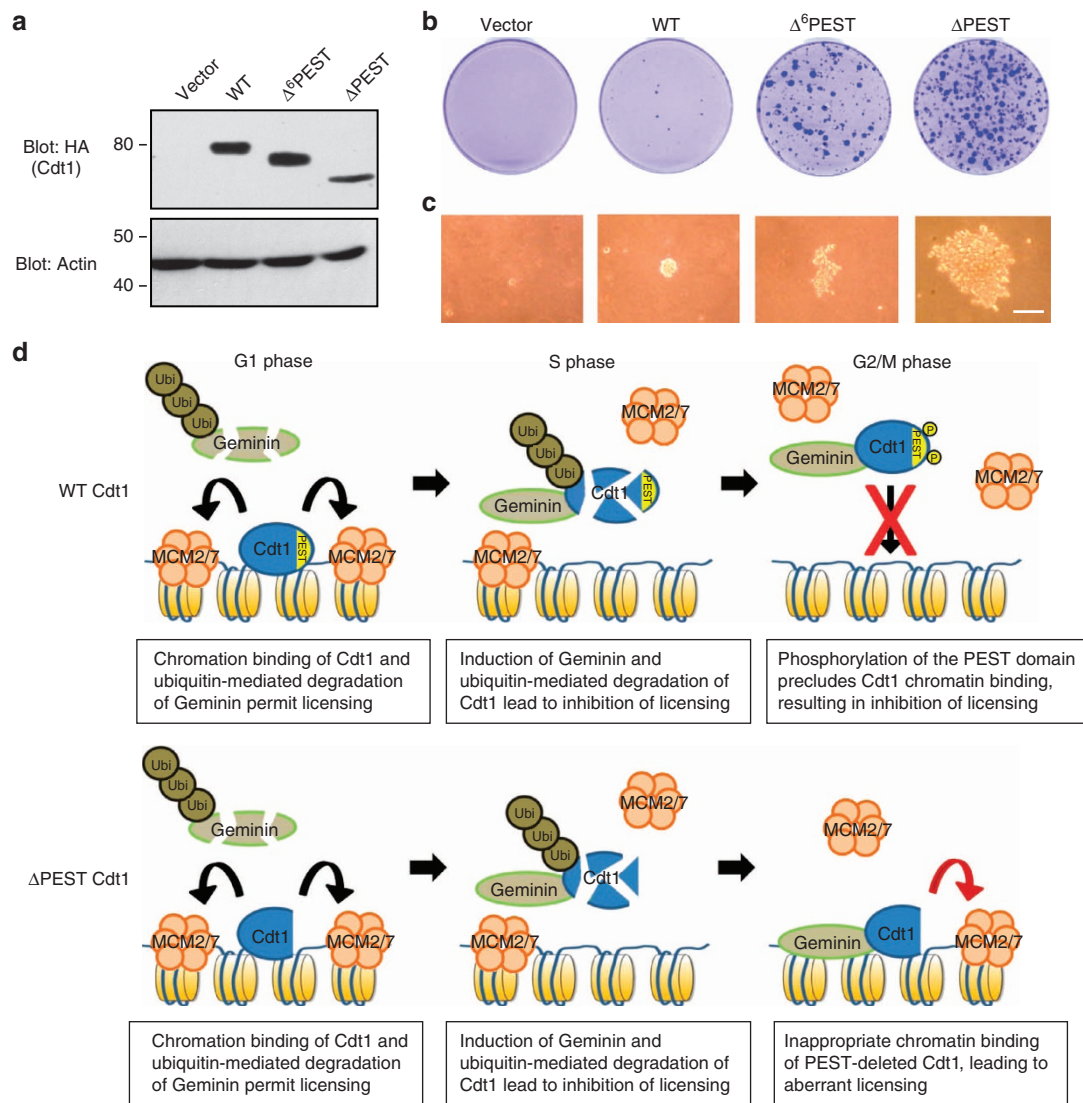 a
Vector
WT
Δ⁶PEST
ΔPEST
Blot: HA
(Cdt1)
80
50
Blot: Actin
40
b
Vector
WT
Δ⁶PEST
ΔPEST
c
d
G1 phase
S phase
G2/M phase
WT Cdt1
Ubi
Ubi
Ubi
Geminin
MCM2/7
Cdt1
PEST
MCM2/7
MCM2/7
Ubi
Ubi
Ubi
Geminin
Cdt1
PEST
MCM2/7
MCM2/7
Geminin
Cdt1
PEST
P
P
MCM2/7
Chromation binding of Cdt1 and
ubiquitin-mediated degradation
of Geminin permit licensing
Induction of Geminin and
ubiquitin-mediated degradation of
Cdt1 lead to inhibition of licensing
Phosphorylation of the PEST domain
precludes Cdt1 chromatin binding,
resulting in inhibition of licensing
ΔPEST Cdt1
Ubi
Ubi
Ubi
Geminin
MCM2/7
Cdt1
MCM2/7
MCM2/7
Ubi
Ubi
Ubi
Geminin
Cdt1
MCM2/7
MCM2/7
Geminin
Cdt1
MCM2/7
Chromation binding of Cdt1 and
ubiquitin-mediated degradation
of Geminin permit licensing
Induction of Geminin and
ubiquitin-mediated degradation of
Cdt1 lead to inhibition of licensing
Inappropriate chromatin binding
of PEST-deleted Cdt1, leading to
aberrant licensing